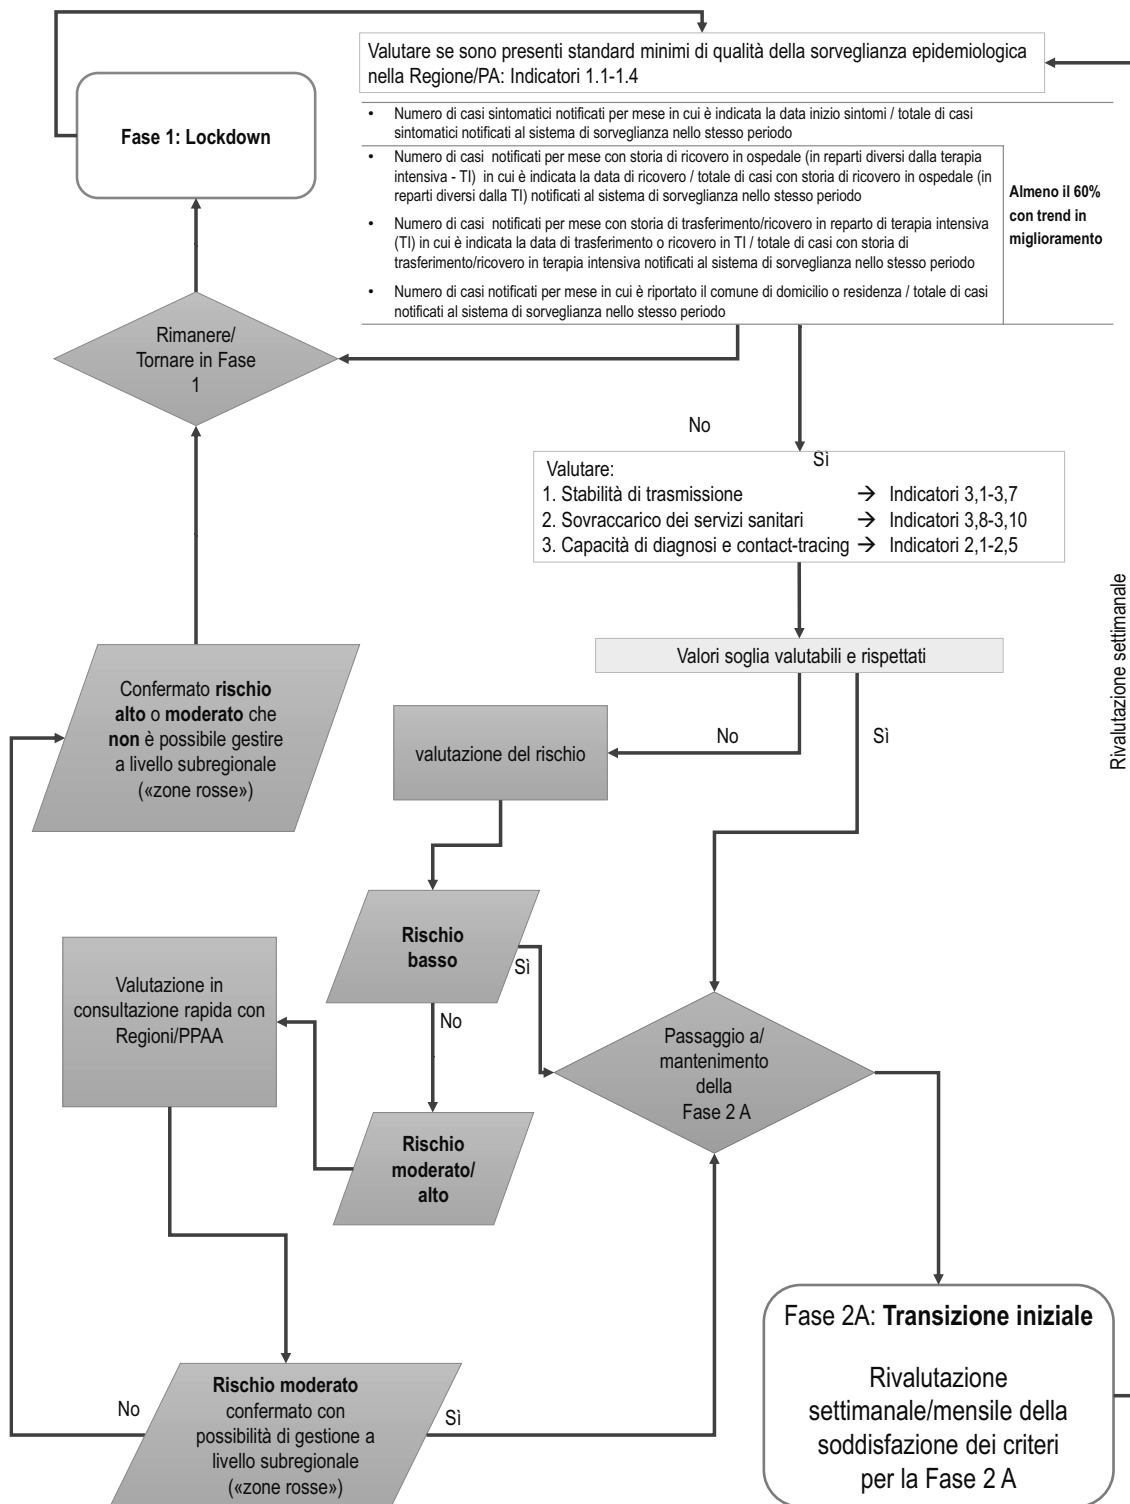 Valutare se sono presenti standard minimi di qualità della sorveglianza epidemiologica
nella Regione/PA: Indicatori 1.1-1.4
Fase 1: Lockdown
• Numero di casi sintomatici notificati per mese in cui è indicata la data inizio sintomi / totale di casi
sintomatici notificati al sistema di sorveglianza nello stesso periodo
• Numero di casi notificati per mese con storia di ricovero in ospedale (in reparti diversi dalla terapia
intensiva - TI) in cui è indicata la data di ricovero / totale di casi con storia di ricovero in ospedale (in
reparti diversi dalla TI) notificati al sistema di sorveglianza nello stesso periodo
• Numero di casi notificati per mese con storia di trasferimento/ricovero in reparto di terapia intensiva
(TI) in cui è indicata la data di trasferimento o ricovero in TI / totale di casi con storia di
trasferimento/ricovero in terapia intensiva notificati al sistema di sorveglianza nello stesso periodo
• Numero di casi notificati per mese in cui è riportato il comune di domicilio o residenza / totale di casi
notificati al sistema di sorveglianza nello stesso periodo
Almeno il 60%
con trend in
miglioramento
Rimanere/
Tornare in Fase
1
No
Sì
Valutare:
1. Stabilità di trasmissione → Indicatori 3,1-3,7
2. Sovraccarico dei servizi sanitari → Indicatori 3,8-3,10
3. Capacità di diagnosi e contact-tracing → Indicatori 2,1-2,5
Rivalutazione settimanale
Valori soglia valutabili e rispettati
Confermato rischio
alto o moderato che
non è possibile gestire
a livello subregionale
(«zone rosse»)
No
Sì
valutazione del rischio
Rischio
basso
Sì
No
Valutazione in
consultazione rapida con
Regioni/PPAA
Passaggio a/
mantenimento
della
Fase 2 A
Rischio
moderato/
alto
Fase 2A: Transizione iniziale
Rivalutazione
settimanale/mensile della
soddisfazione dei criteri
per la Fase 2 A
No
Rischio moderato
confermato con
possibilità di gestione a
livello subregionale
(«zone rosse»)
Sì